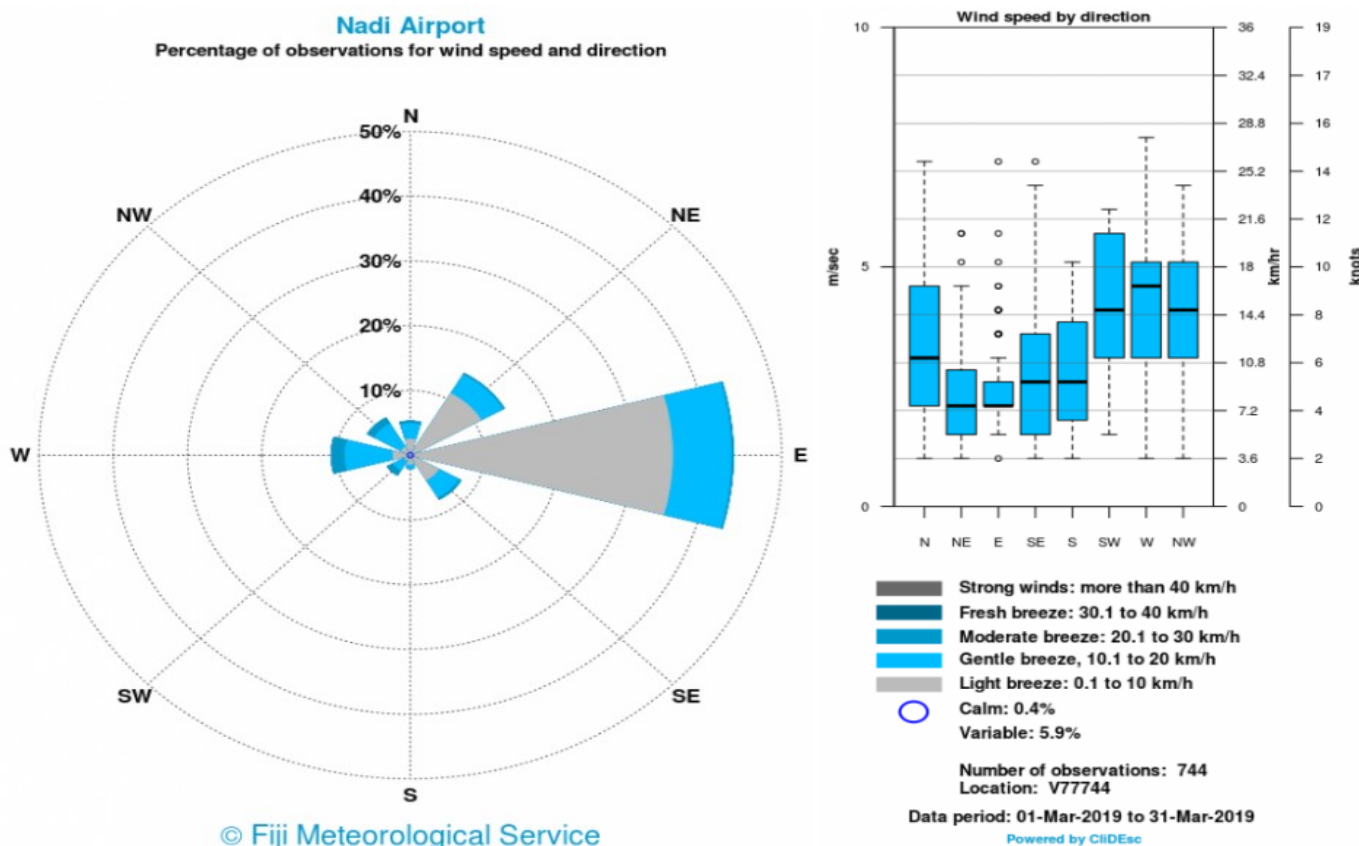 Nadi Airport
Percentage of observations for wind speed and direction
N
NE
E
SE
S
SW
W
NW
50%
40%
30%
20%
10%
© Fiji Meteorological Service
Wind speed by direction
10
5
0
m/sec
36
32.4
28.8
25.2
21.6
18
14.4
10.8
7.2
3.6
0
km/hr
19
17
16
14
12
10
8
6
4
2
0
knots
N NE E SE S SW W NW
Strong winds: more than 40 km/h
Fresh breeze: 30.1 to 40 km/h
Moderate breeze: 20.1 to 30 km/h
Gentle breeze, 10.1 to 20 km/h
Light breeze: 0.1 to 10 km/h
Calm: 0.4%
Variable: 5.9%
Number of observations: 744
Location: V77744
Data period: 01-Mar-2019 to 31-Mar-2019
Powered by CliDEsc